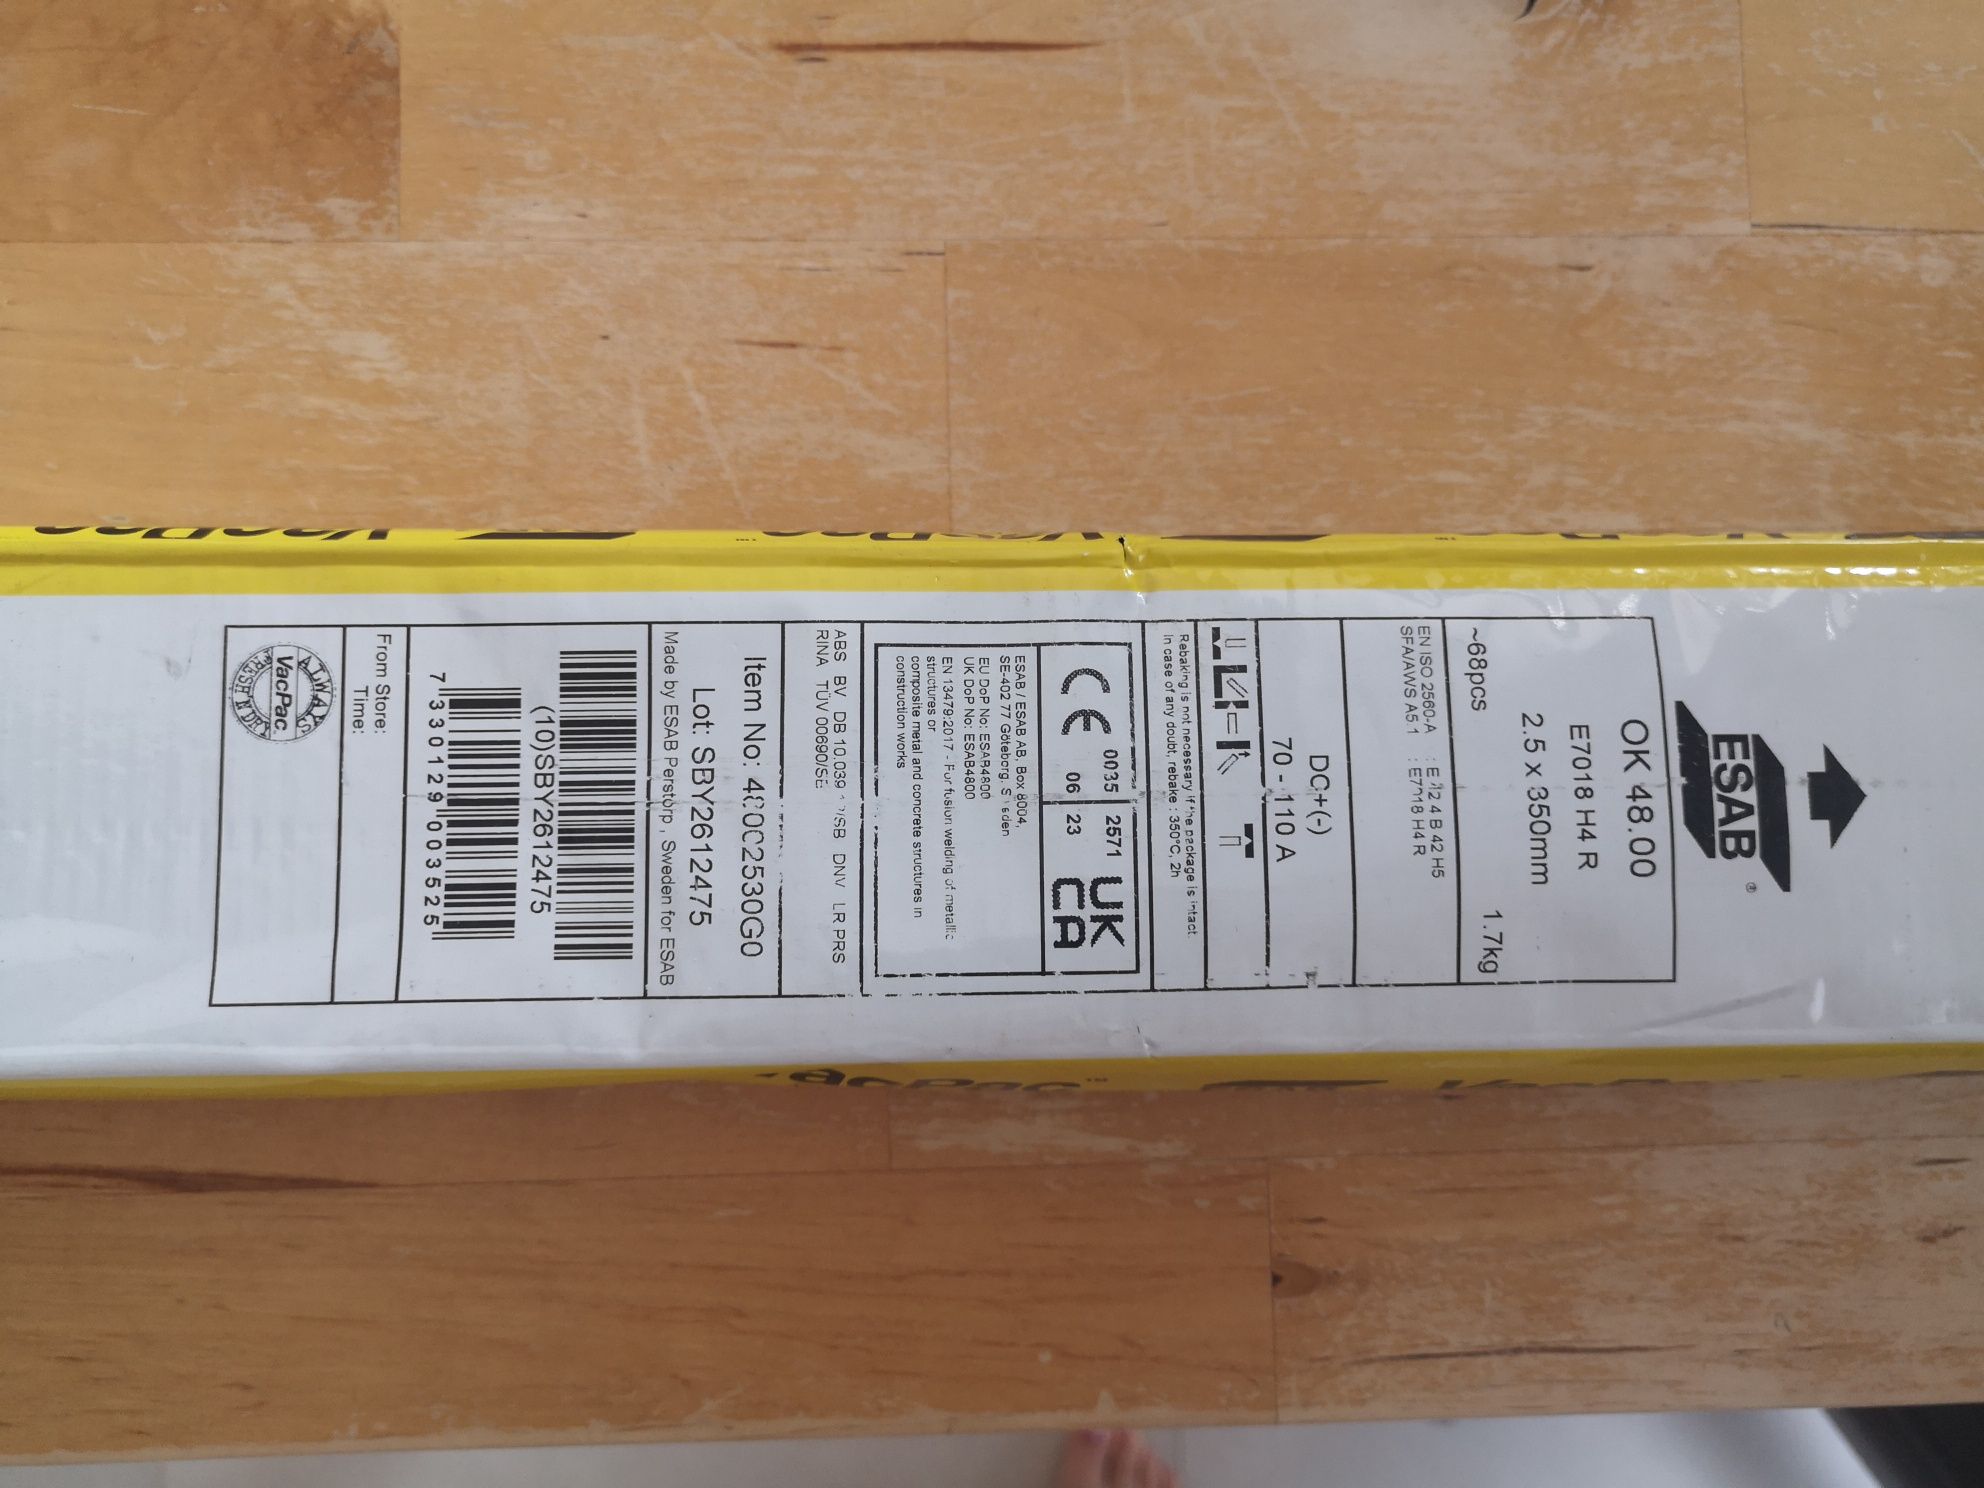 ESAB
®
OK 48.00
E7018 H4 R
2.5 x 350mm
~68pcs 1.7kg
EN ISO 2560-A : E 42 4 B 42 H5
SFA/AWS A5.1 : E7018 H4 R
DC+(-)
70 - 110 A
Rebaking is not necessary if the package is intact.
In case of any doubt, rebake : 350°C, 2h
CE 0035 2571 UK
06 23 CA
ESAB / ESAB AB, Box 8004,
SE-402 77 Göteborg,
EU DoP No: ESAB4800
UK DoP No: ESAB4800
EN 13479:2017 - For fusion welding of metallic
structures or
composite metal and concrete structures in
construction works
ABS BV DB 10.039 DNV LR PRS
RINA TÜV 00690/SE
Item No: 48002530G0
Lot: SBY2612475
Made by ESAB Perstorp , Sweden for ESAB
(10)SBY2612475
7 330129 003525
From Store:
Time:
ALWAYS
VacPac
FRESH N DRY
VacPac